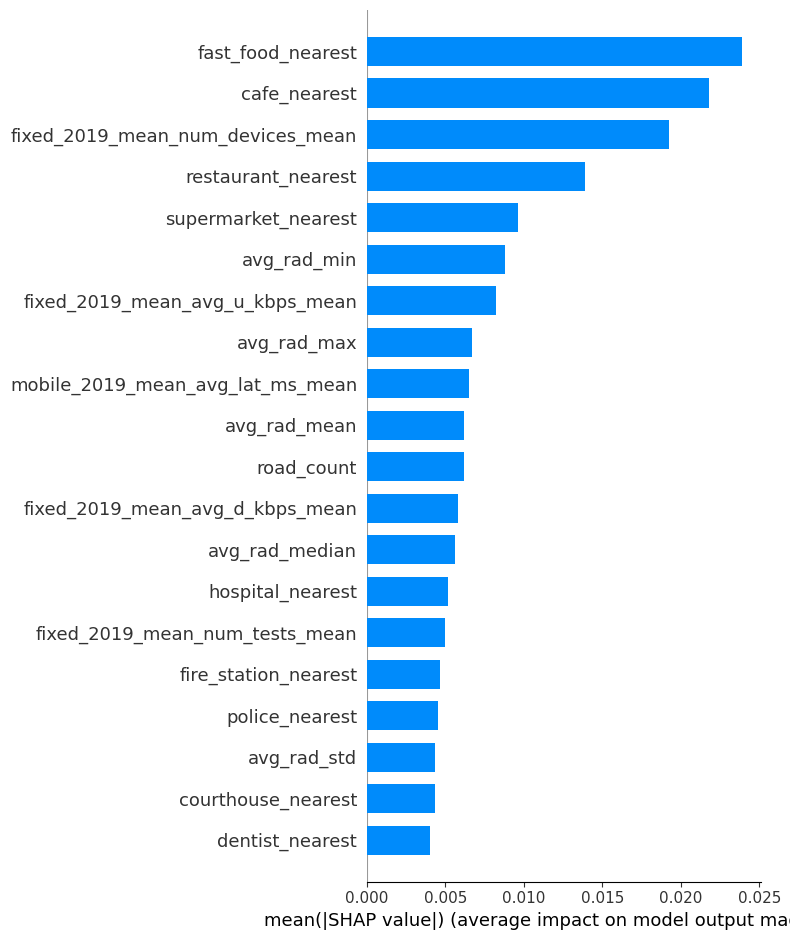 fast_food_nearest
cafe_nearest
fixed_2019_mean_num_devices_mean
restaurant_nearest
supermarket_nearest
avg_rad_min
fixed_2019_mean_avg_u_kbps_mean
avg_rad_max
mobile_2019_mean_avg_lat_ms_mean
avg_rad_mean
road_count
fixed_2019_mean_avg_d_kbps_mean
avg_rad_median
hospital_nearest
fixed_2019_mean_num_tests_mean
fire_station_nearest
police_nearest
avg_rad_std
courthouse_nearest
dentist_nearest
0.000 0.005 0.010 0.015 0.020 0.025
mean(|SHAP value|) (average impact on model output mag